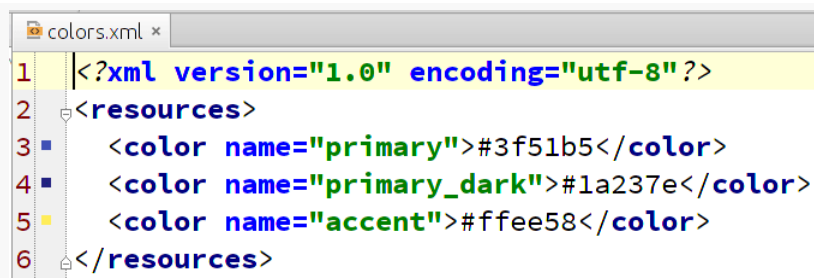 colors.xml ×
1 <?xml version="1.0" encoding="utf-8"?>
2 <resources>
3 <color name="primary">#3f51b5</color>
4 <color name="primary_dark">#1a237e</color>
5 <color name="accent">#ffee58</color>
6 </resources>